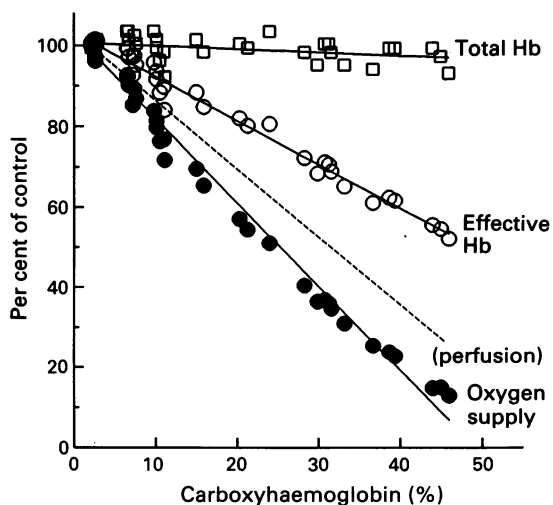 Per cent of control
100
80
60
40
20
0
Total Hb
Effective
Hb
(perfusion)
Oxygen
supply
0
10
20
30
40
50
Carboxyhaemoglobin (%)